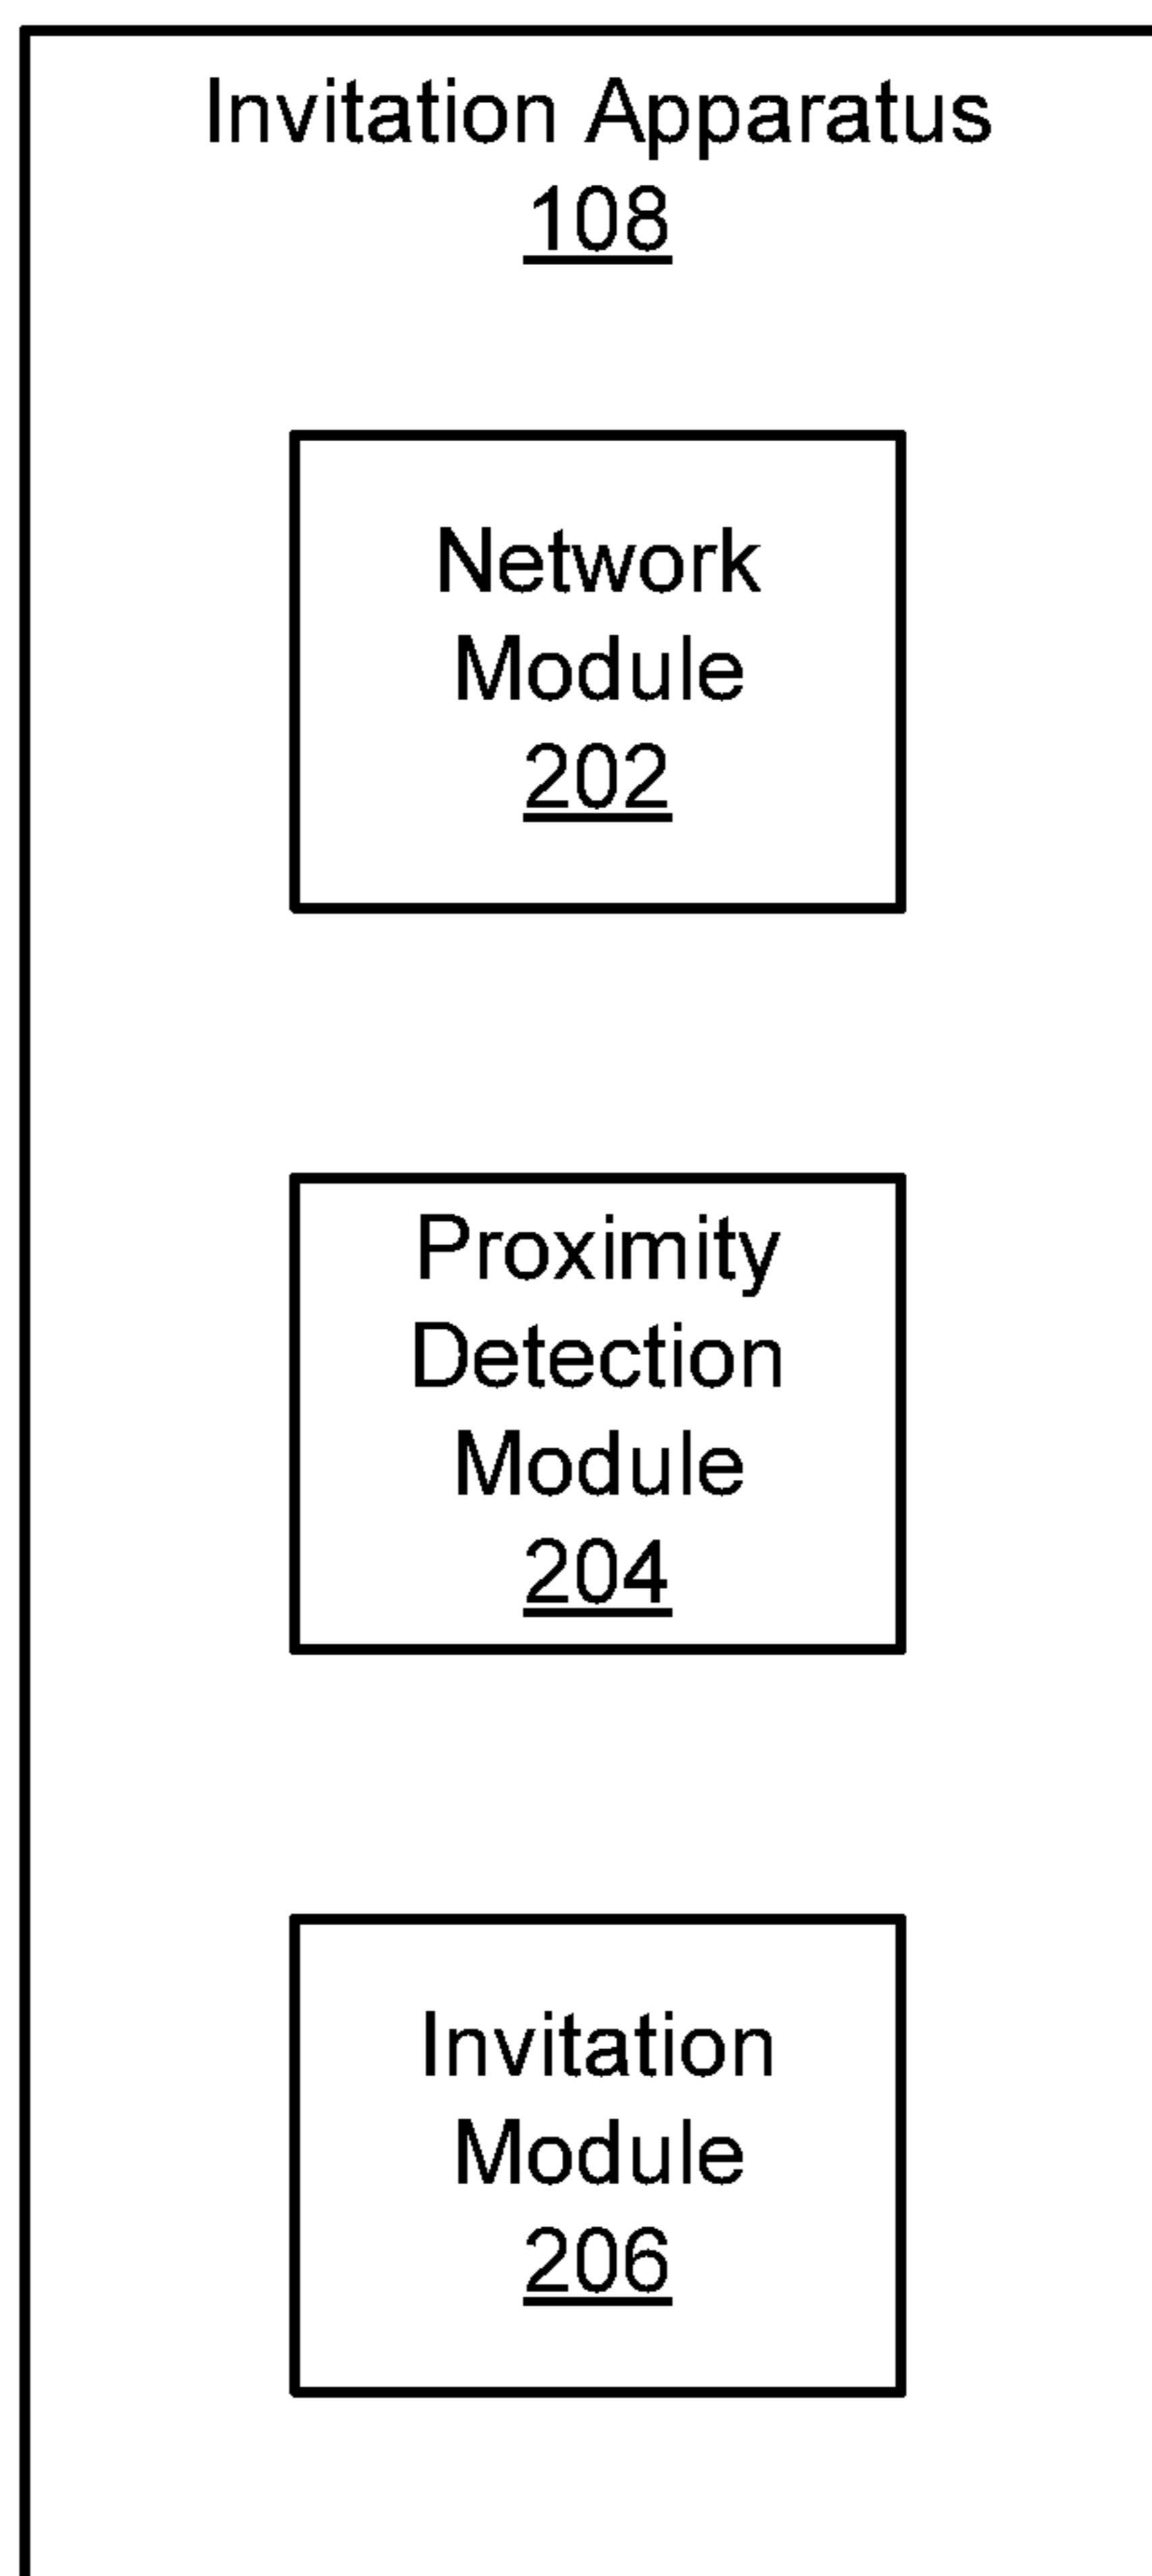 Invitation Apparatus
108
Network
Module
202
Proximity
Detection
Module
204
Invitation
Module
206